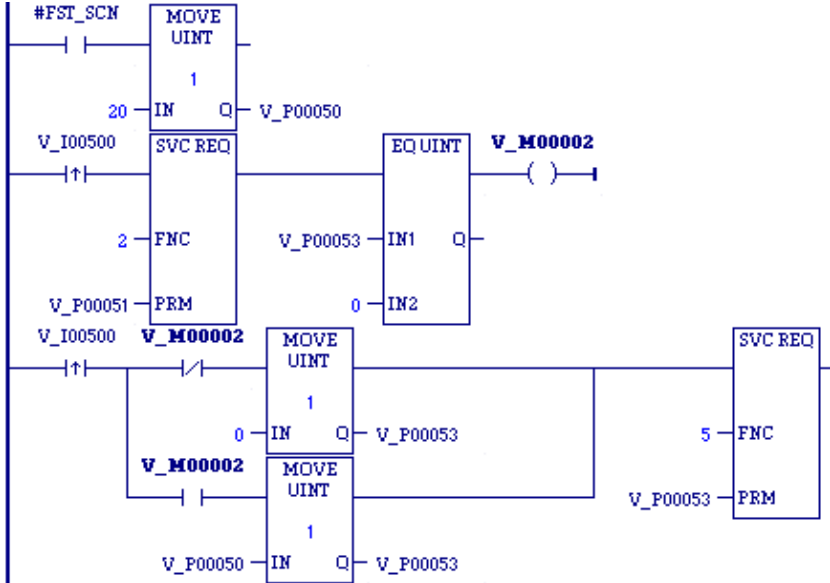 #FST_SCN
MOVE
UINT
1
20 IN Q V_P00050
V_I00500
SVC REQ
EQ UINT
V_M00002
2 FNC
V_P00053 IN1 Q
V_P00051 PRM
0 IN2
V_I00500
V_M00002
MOVE
UINT
1
0 IN Q V_P00053
SVC REQ
5 FNC
V_M00002
MOVE
UINT
1
V_P00053 PRM
V_P00050 IN Q V_P00053